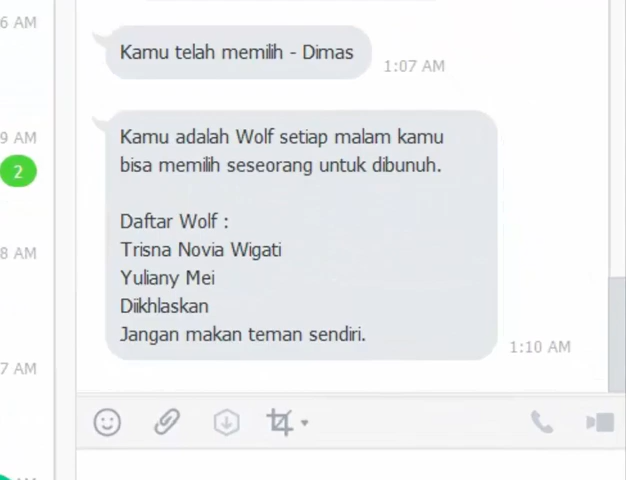 6 AM
Kamu telah memilih - Dimas
1:07 AM
9 AM
Kamu adalah Wolf setiap malam kamu
bisa memilih seseorang untuk dibunuh.
2
Daftar Wolf :
8 AM
Trisna Novia Wigati
Yuliany Mei
Diikhlaskan
Jangan makan teman sendiri.
1:10 AM
7 AM